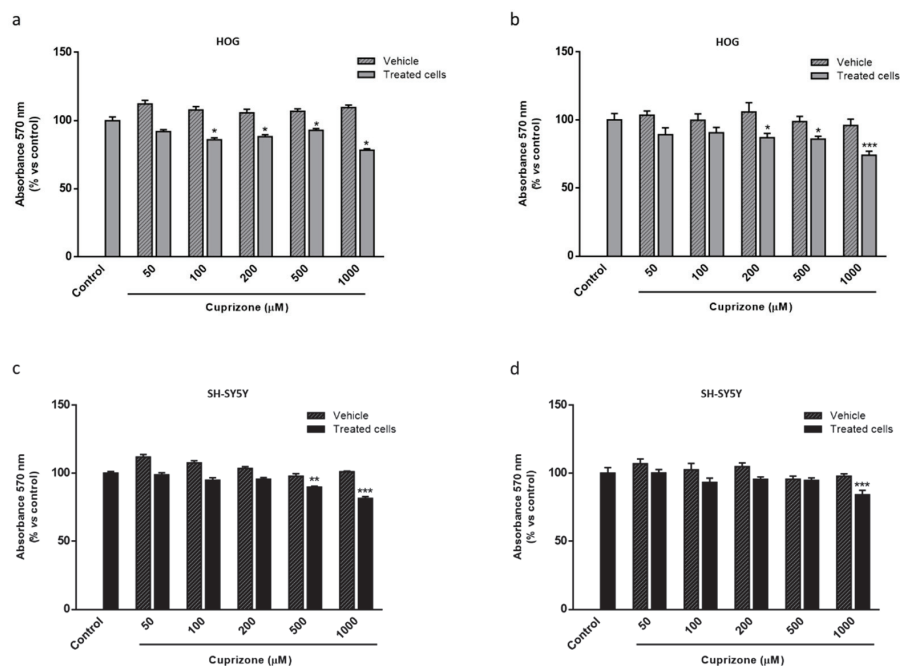 a
HOG
150
100
50
0
Absorbance 570 nm
(% vs control)
Vehicle
Treated cells
*
*
*
*
Control
50
100
200
500
1000
Cuprizone (µM)
b
HOG
150
100
50
0
Absorbance 570 nm
(% vs control)
Vehicle
Treated cells
*
*
***
Control
50
100
200
500
1000
Cuprizone (µM)
c
SH-SY5Y
150
100
50
0
Absorbance 570 nm
(% vs control)
Vehicle
Treated cells
**
***
Control
50
100
200
500
1000
Cuprizone (µM)
d
SH-SY5Y
150
100
50
0
Absorbance 570 nm
(% vs control)
Vehicle
Treated cells
***
Control
50
100
200
500
1000
Cuprizone (µM)